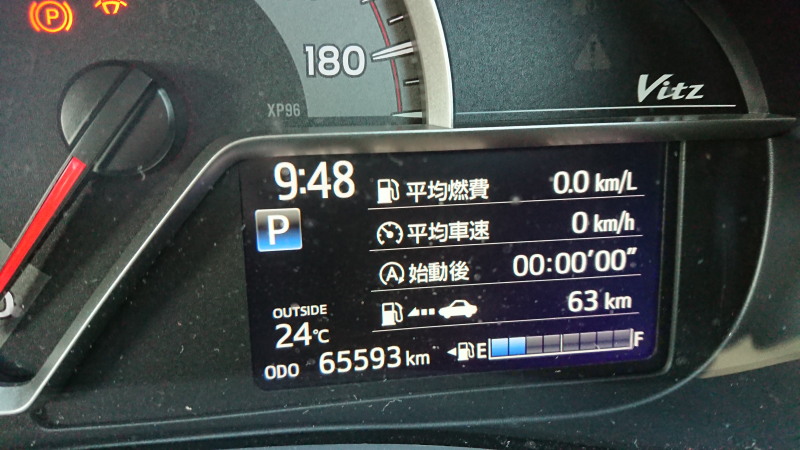 P
180
XP96
Vitz
9:48
平均燃費 0.0 km/L
P
平均車速 0 km/h
A 始動後 00:00'00"
63 km
OUTSIDE
24℃
ODO 65593 km
E F